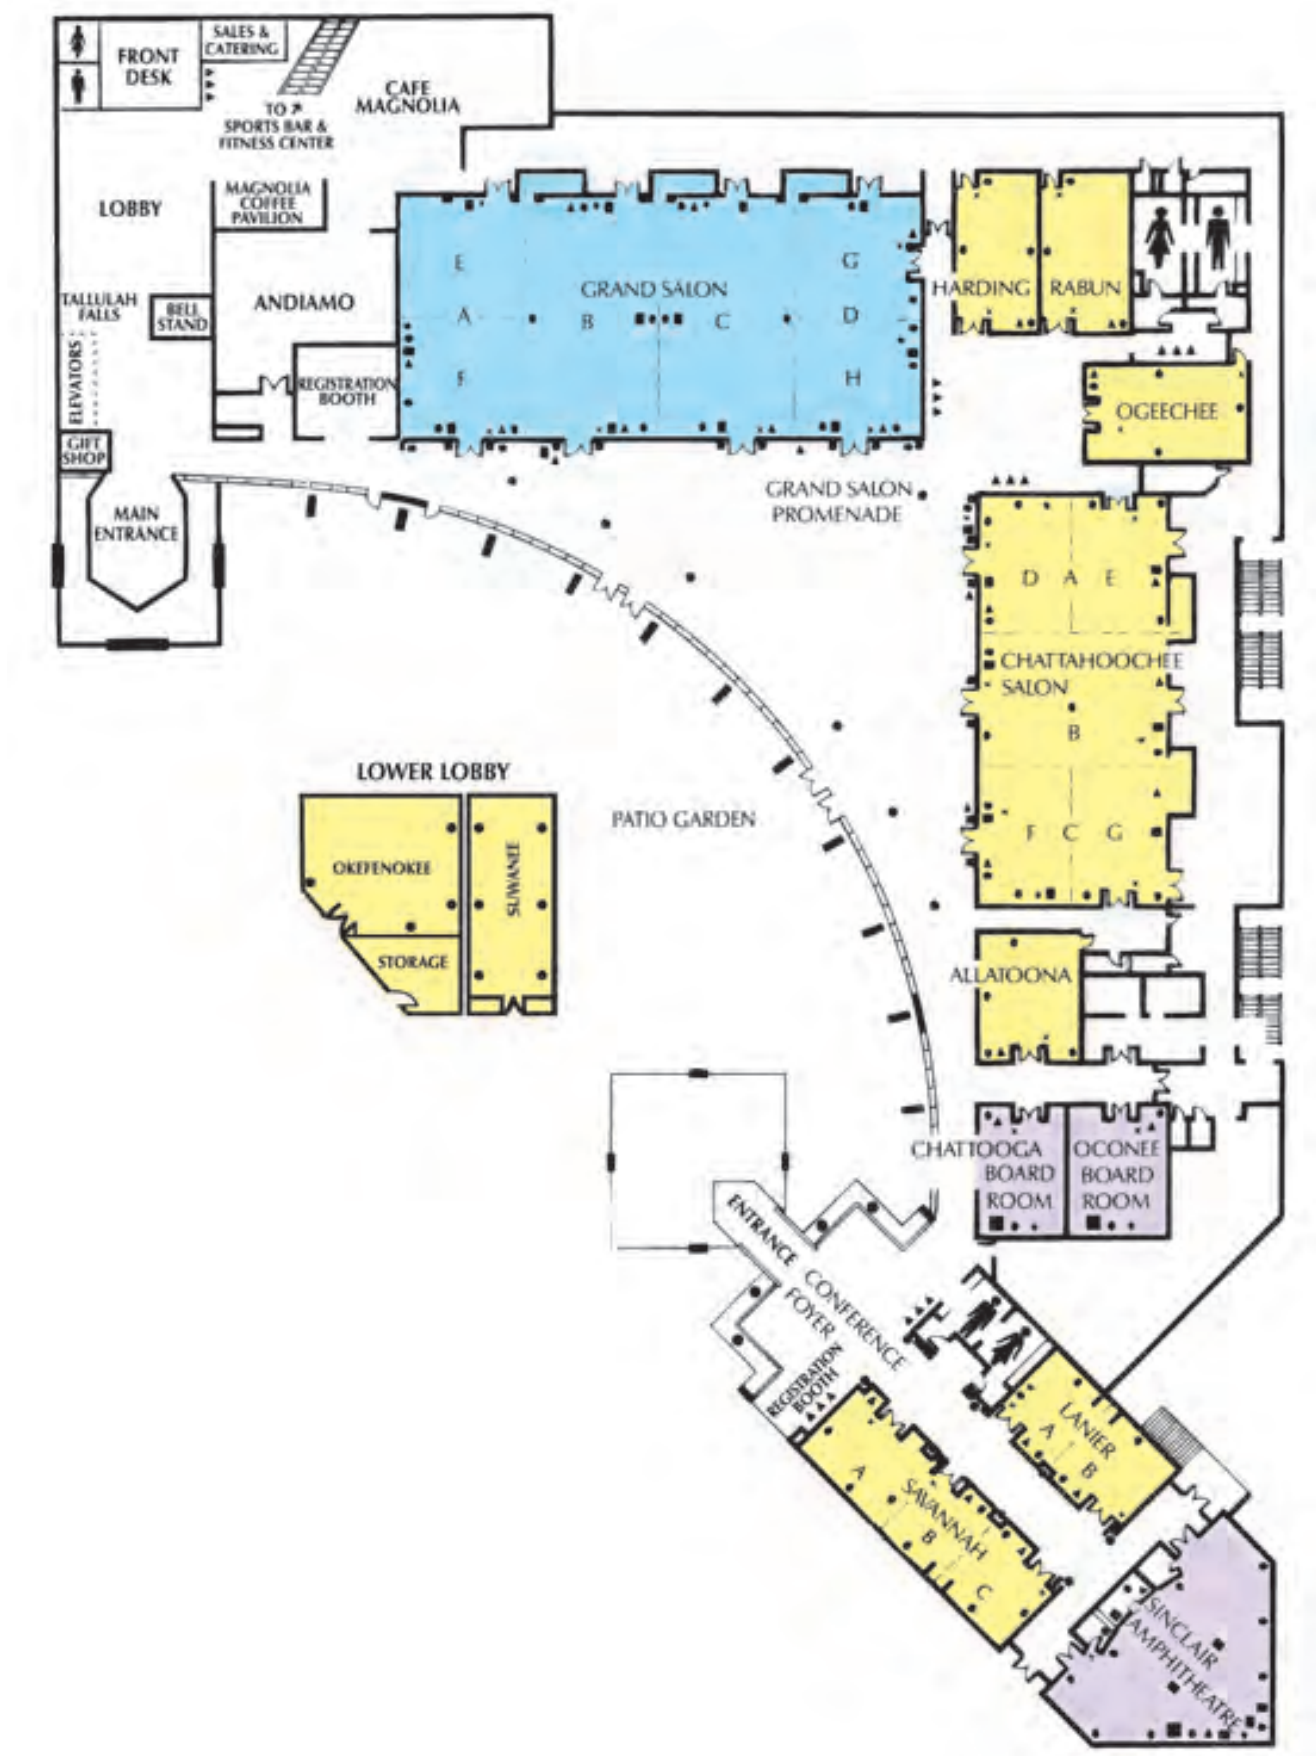 SALES &
CATERING
FRONT
DESK
CAFE
MAGNOLIA
TO
SPORTS BAR &
FITNESS CENTER
MAGNOLIA
COFFEE
PAVILION
LOBBY
TALLULAH
FALLS
BELL
STAND
ANDIAMO
ELEVATORS
REGISTRATION
BOOTH
GIFT
SHOP
MAIN
ENTRANCE
E
A
F
GRAND SALON
B
C
G
D
H
HARDING
RABUN
OGEECHEE
GRAND SALON
PROMENADE
D A E
CHATTAHOOCHEE
SALON
B
F C G
LOWER LOBBY
OKEFENOKEE
SUWANEE
STORAGE
PATIO GARDEN
ALLATOONA
CHATTOOGA
BOARD
ROOM
OCONEE
BOARD
ROOM
ENTRANCE
CONFERENCE
FOYER
REGISTRATION
BOOTH
LANIER
A
B
SAVANNAH
A
B
C
SINCLAIR
AMPHITHEATRE